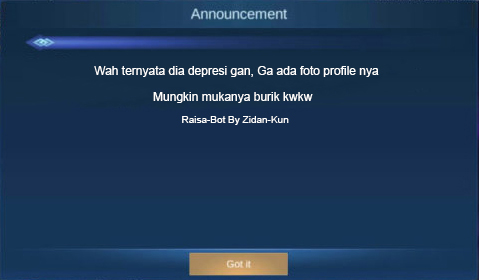 Announcement
Wah ternyata dia depresi gan, Ga ada foto profile nya
Mungkin mukanya burik kwkw
Raisa-Bot By Zidan-Kun
Got it